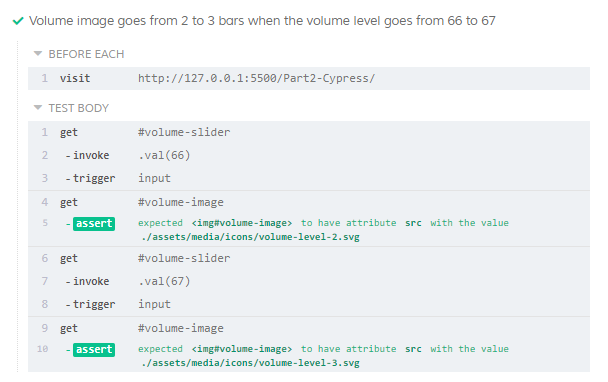 Volume image goes from 2 to 3 bars when the volume level goes from 66 to 67
BEFORE EACH
1 visit http://127.0.0.1:5500/Part2-Cypress/
TEST BODY
1 get #volume-slider
2 -invoke .val(66)
3 -trigger input
4 get #volume-image
5 -assert expected <img#volume-image> to have attribute src with the value
./assets/media/icons/volume-level-2.svg
6 get #volume-slider
7 -invoke .val(67)
8 -trigger input
9 get #volume-image
10 -assert expected <img#volume-image> to have attribute src with the value
./assets/media/icons/volume-level-3.svg